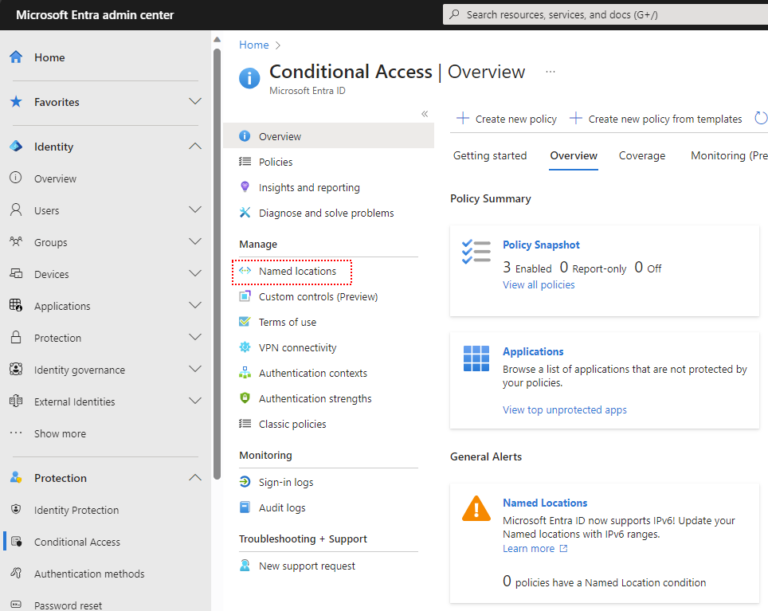 Microsoft Entra admin center
Search resources, services, and docs (G+/)
Home
Favorites
Identity
Overview
Users
Groups
Devices
Applications
Protection
Identity governance
External Identities
Show more
Protection
Identity Protection
Conditional Access
Authentication methods
Password reset
Home
Conditional Access | Overview
Microsoft Entra ID
Overview
Policies
Insights and reporting
Diagnose and solve problems
Manage
Named locations
Custom controls (Preview)
Terms of use
VPN connectivity
Authentication contexts
Authentication strengths
Classic policies
Monitoring
Sign-in logs
Audit logs
Troubleshooting + Support
New support request
Create new policy Create new policy from templates
Getting started Overview Coverage Monitoring (Pre
Policy Summary
Policy Snapshot
3 Enabled 0 Report-only 0 Off
View all policies
Applications
Browse a list of applications that are not protected by
your policies.
View top unprotected apps
General Alerts
Named Locations
Microsoft Entra ID now supports IPv6! Update your
Named locations with IPv6 ranges.
Learn more
0 policies have a Named Location condition